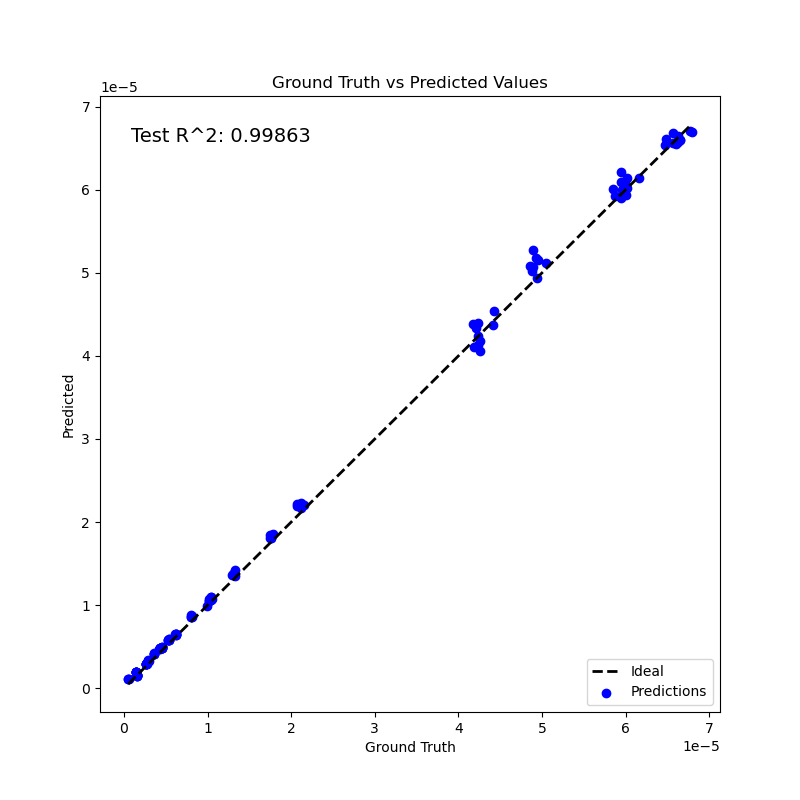 Ground Truth vs Predicted Values
1e−5
Test R^2: 0.99863
7
6
5
4
3
2
1
0
Predicted
Ideal
Predictions
0 1 2 3 4 5 6 7
1e−5
Ground Truth